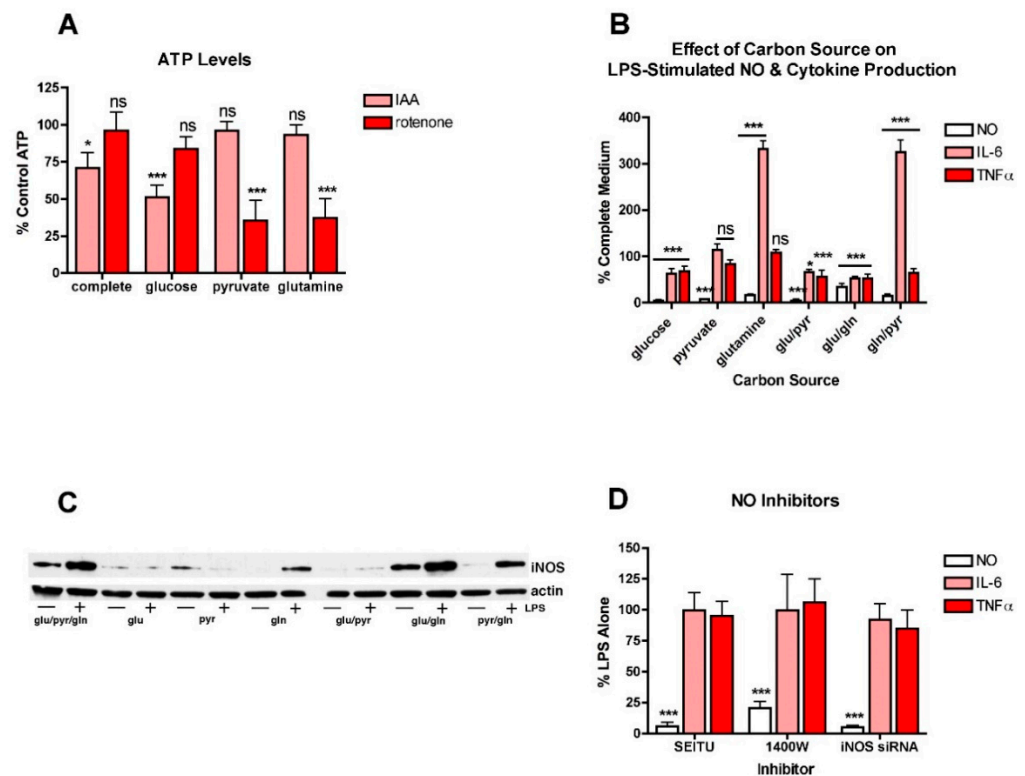 A
ATP Levels
% Control ATP
125
100
75
50
25
0
*
ns
***
ns
ns
***
ns
***
complete glucose pyruvate glutamine
IAA
rotenone
B
Effect of Carbon Source on
LPS-Stimulated NO & Cytokine Production
% Complete Medium
400
300
200
100
0
***
***
ns
***
ns
***
*
***
***
***
glucose pyruvate glutamine glu/pyr glu/gln gln/pyr
Carbon Source
NO
IL-6
TNFα
C
iNOS
actin
— + — + — + — + — + — + — + LPS
glu/pyr/gln glu pyr gln glu/pyr glu/gln pyr/gln
D
NO Inhibitors
% LPS Alone
150
125
100
75
50
25
0
***
***
***
SEITU 1400W iNOS siRNA
Inhibitor
NO
IL-6
TNFα